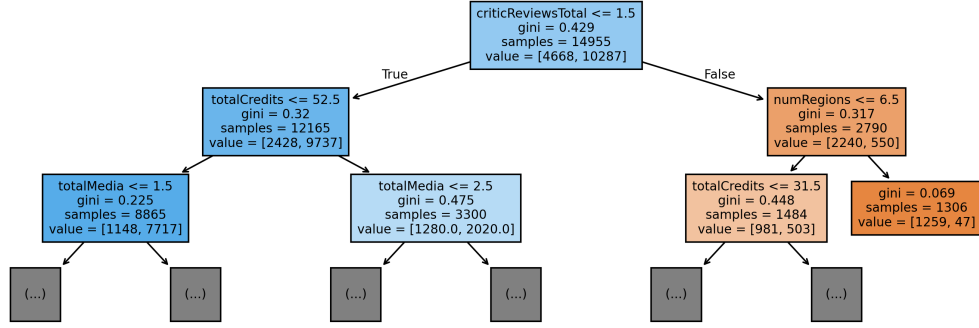 criticReviewsTotal <= 1.5
gini = 0.429
samples = 14955
value = [4668, 10287]
True
False
totalCredits <= 52.5
gini = 0.32
samples = 12165
value = [2428, 9737]
numRegions <= 6.5
gini = 0.317
samples = 2790
value = [2240, 550]
totalMedia <= 1.5
gini = 0.225
samples = 8865
value = [1148, 7717]
totalMedia <= 2.5
gini = 0.475
samples = 3300
value = [1280.0, 2020.0]
totalCredits <= 31.5
gini = 0.448
samples = 1484
value = [981, 503]
gini = 0.069
samples = 1306
value = [1259, 47]
(...)
(...)
(...)
(...)
(...)
(...)